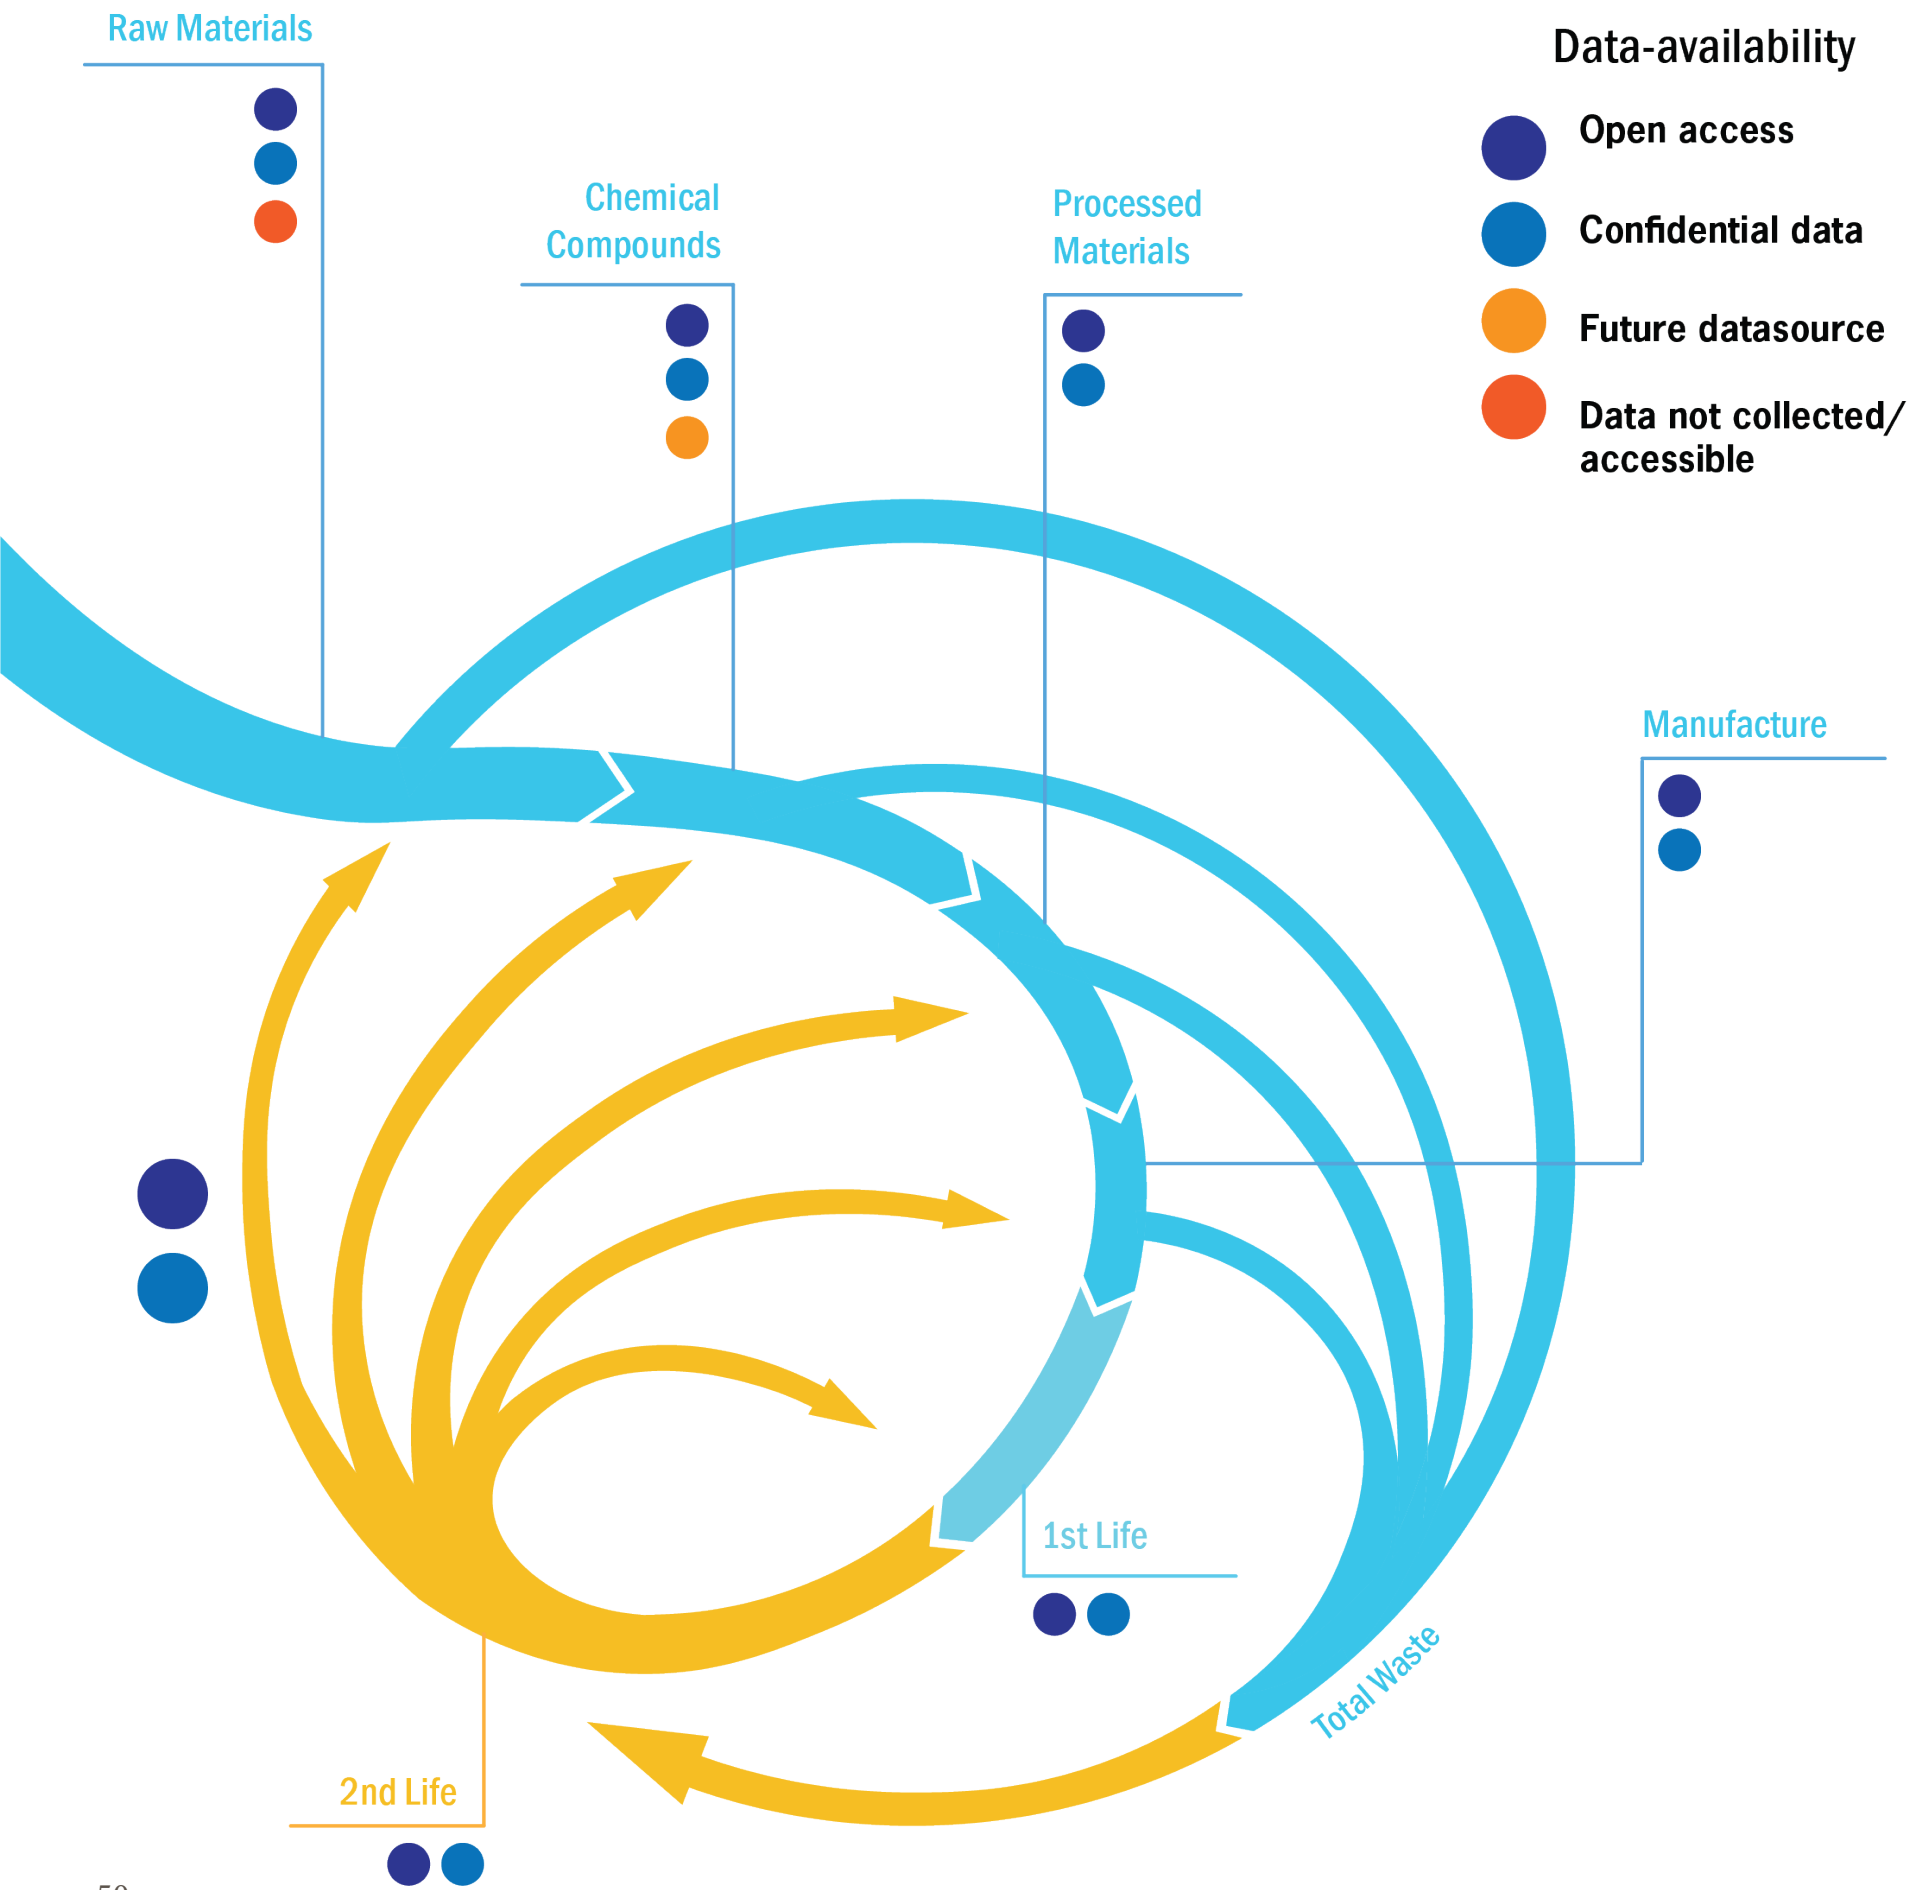 Raw Materials
Data-availability
Open access
Confidential data
Future datasource
Data not collected/
accessible
Chemical
Compounds
Processed
Materials
Manufacture
1st Life
Total Waste
2nd Life